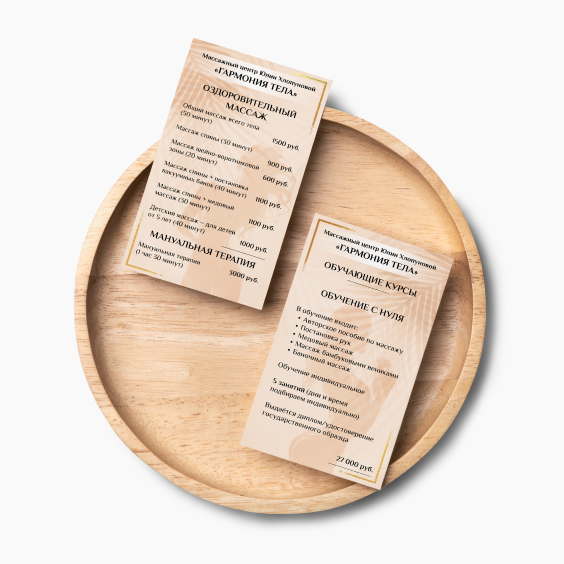 Массажный центр Юлии Хлопуновой
«ГАРМОНИЯ ТЕЛА»
ОЗДОРОВИТЕЛЬНЫЙ
МАССАЖ
Общий массаж всего тела
(50 минут)
1500 руб.
Массаж спины (30 минут)
900 руб.
Массаж шейно-воротниковой
зоны (20 минут)
600 руб.
Массаж спины + постановка
вакуумных банок (40 минут)
1100 руб.
Массаж спины + медовый
массаж (50 минут)
1100 руб.
Детский массаж – для детей
от 5 лет (40 минут)
1000 руб.
МАНУАЛЬНАЯ ТЕРАПИЯ
Мануальная терапия
(1 час 30 минут)
3000 руб.
Массажный центр Юлии Хлопуновой
«ГАРМОНИЯ ТЕЛА»
ОБУЧАЮЩИЕ КУРСЫ
ОБУЧЕНИЕ С НУЛЯ
В обучение входит:
• Авторское пособие по массажу
• Постановка рук
• Медовый массаж
• Массаж бамбуковыми вениками
• Баночный массаж
Обучение индивидуальное
5 занятий (дни и время
подбираем индивидуально)
Выдаётся диплом/удостоверение
государственного образца
27 000 руб.